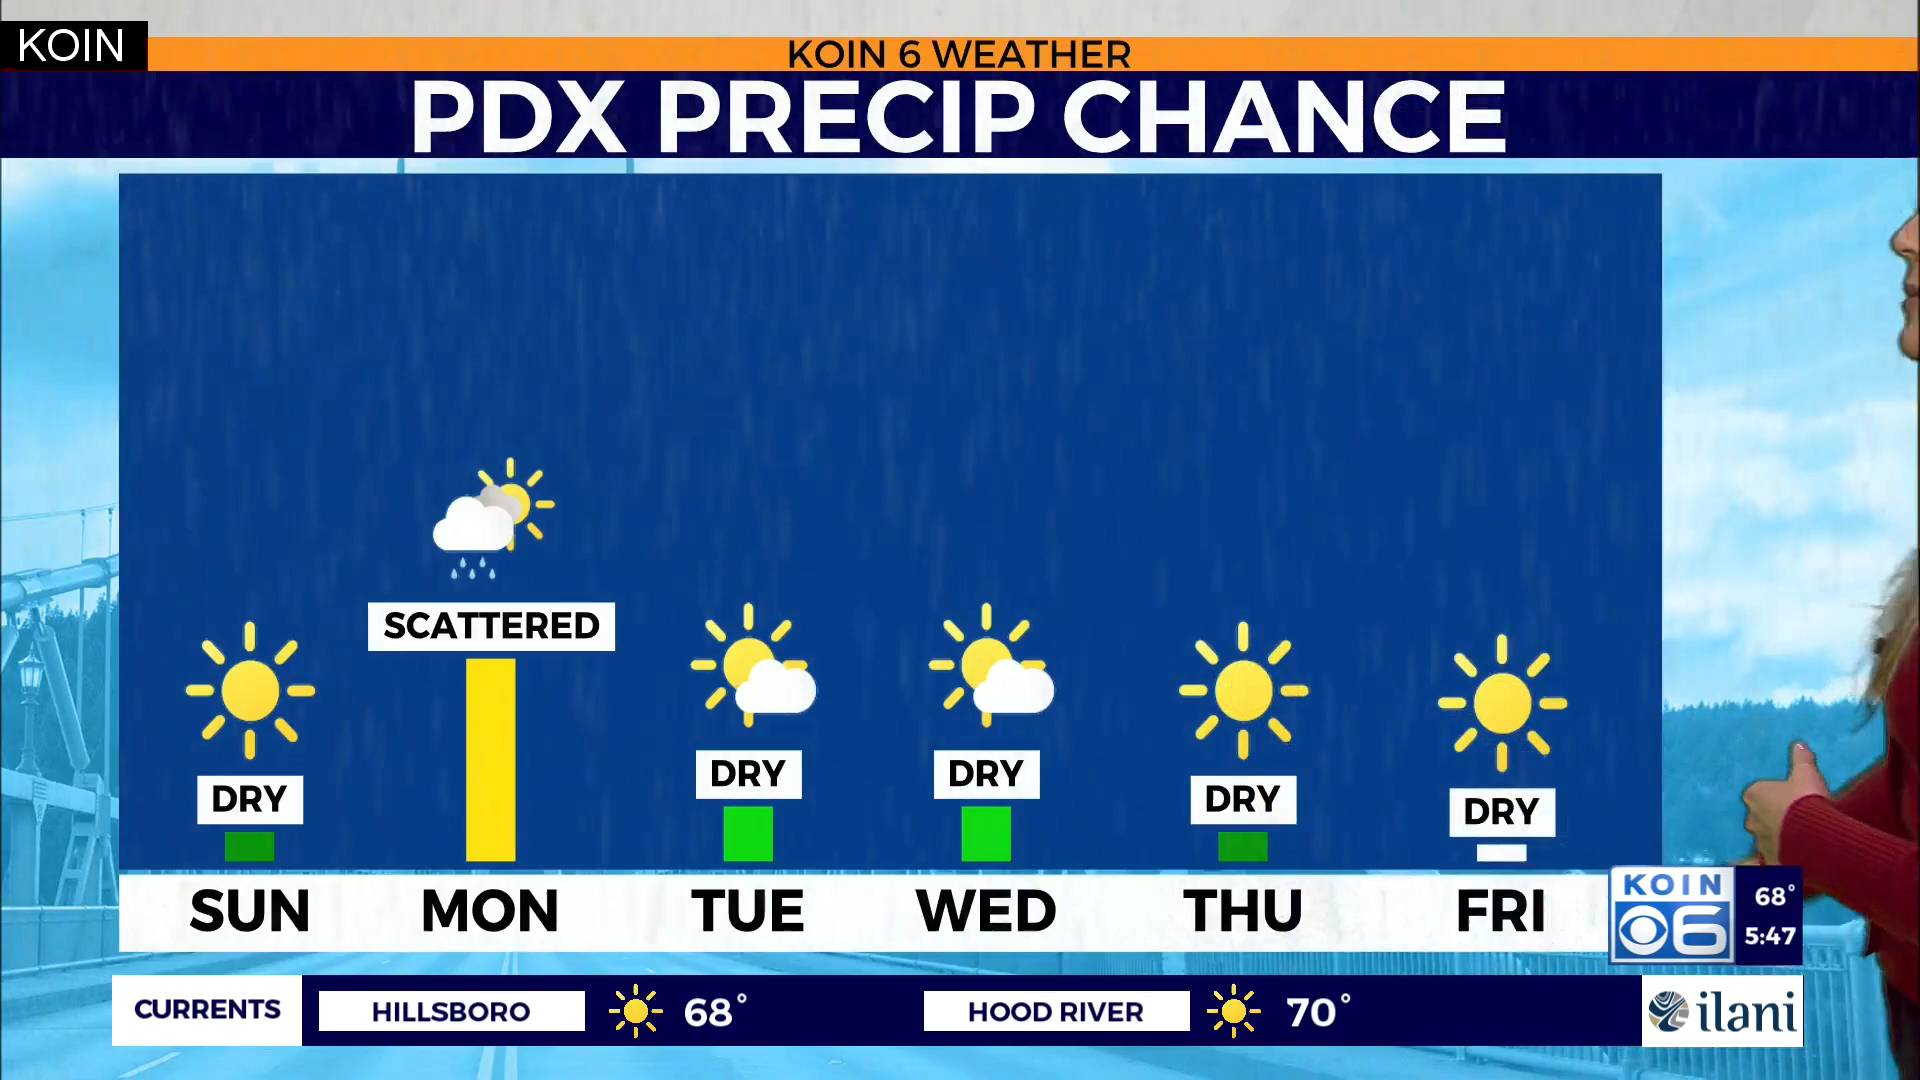 KOIN
KOIN 6 WEATHER
PDX PRECIP CHANCE
SCATTERED
DRY
DRY
DRY
DRY
DRY
SUN MON TUE WED THU FRI
KOIN
6
68°
5:47
CURRENTS HILLSBORO 68° HOOD RIVER 70° ilani